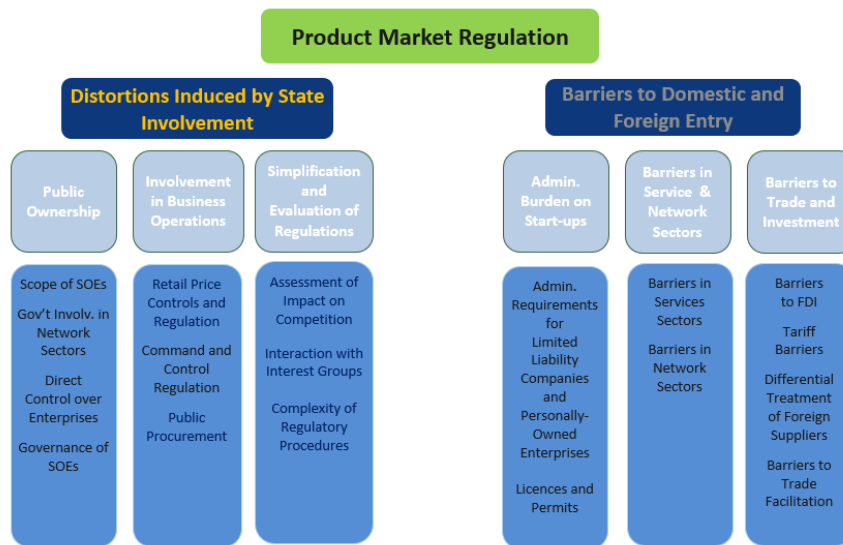 Product Market Regulation
Distortions Induced by State
Involvement
Barriers to Domestic and
Foreign Entry
Public
Ownership
Involvement
in Business
Operations
Simplification
and
Evaluation of
Regulations
Admin.
Burden on
Start-ups
Barriers in
Service &
Network
Sectors
Barriers to
Trade and
Investment
Scope of SOEs
Gov't Involv. in
Network
Sectors
Direct
Control over
Enterprises
Governance of
SOEs
Retail Price
Controls and
Regulation
Command and
Control
Regulation
Public
Procurement
Assessment of
Impact on
Competition
Interaction with
Interest Groups
Complexity of
Regulatory
Procedures
Admin.
Requirements
for
Limited
Liability
Companies
and
Personally-
Owned
Enterprises
Licences and
Permits
Barriers in
Services
Sectors
Barriers in
Network
Sectors
Barriers
to FDI
Tariff
Barriers
Differential
Treatment
of Foreign
Suppliers
Barriers to
Trade
Facilitation